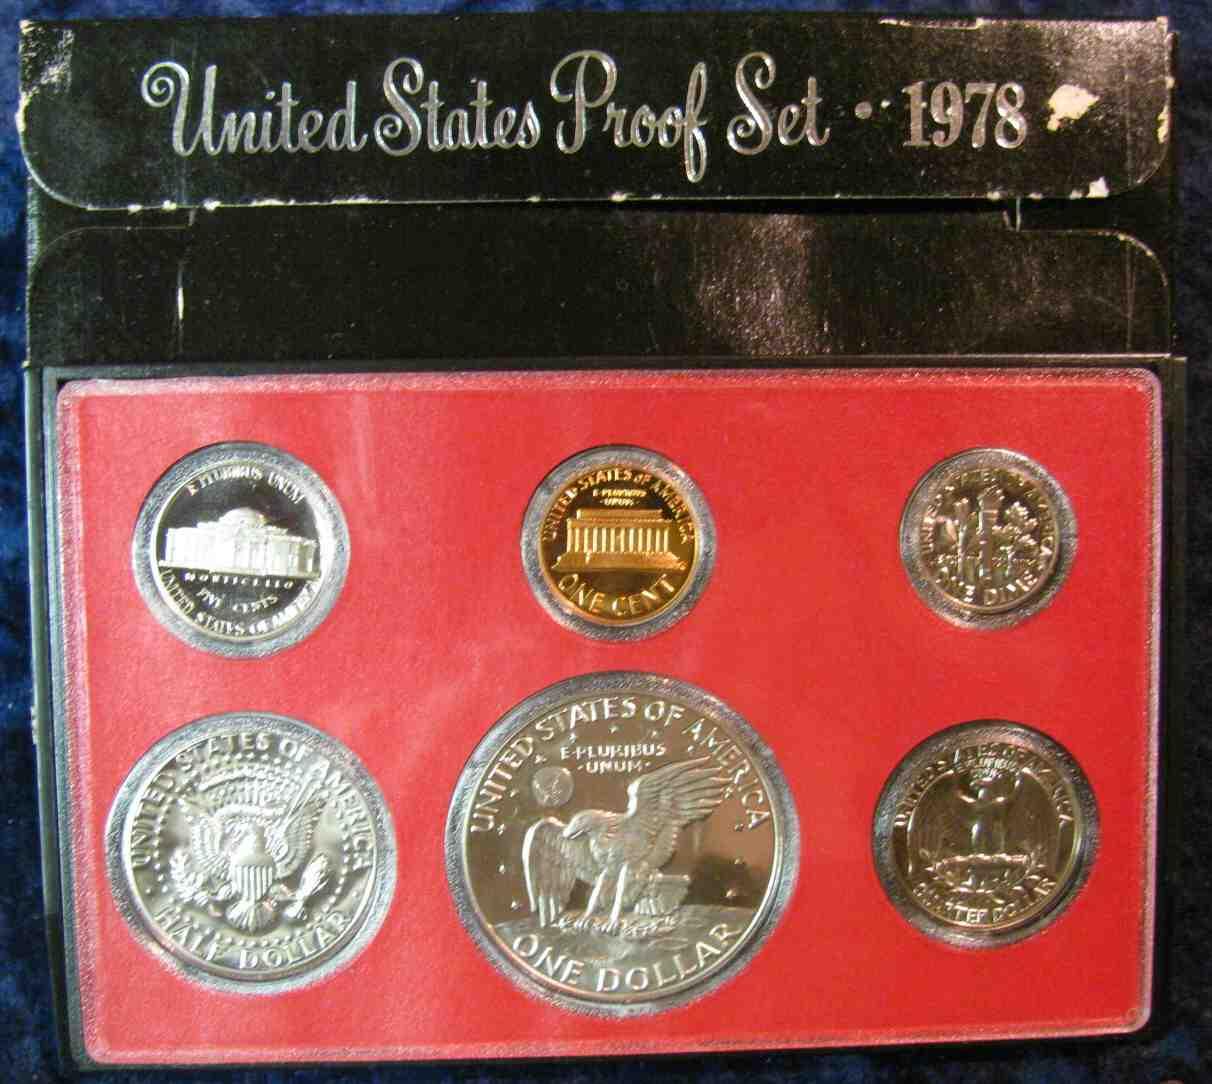 United States Proof Set · 1978
E PLURIBUS UNUM
MONTICELLO
FIVE CENTS
UNITED STATES OF AMERICA
UNITED STATES OF AMERICA
E·PLURIBUS
·UNUM·
ONE CENT
UNITED STATES OF AMERICA
ONE DIME
UNITED STATES OF AMERICA
HALF DOLLAR
UNITED STATES OF AMERICA
E·PLURIBUS
·UNUM·
ONE DOLLAR
UNITED STATES OF AMERICA
E PLURIBUS
UNUM
QUARTER DOLLAR